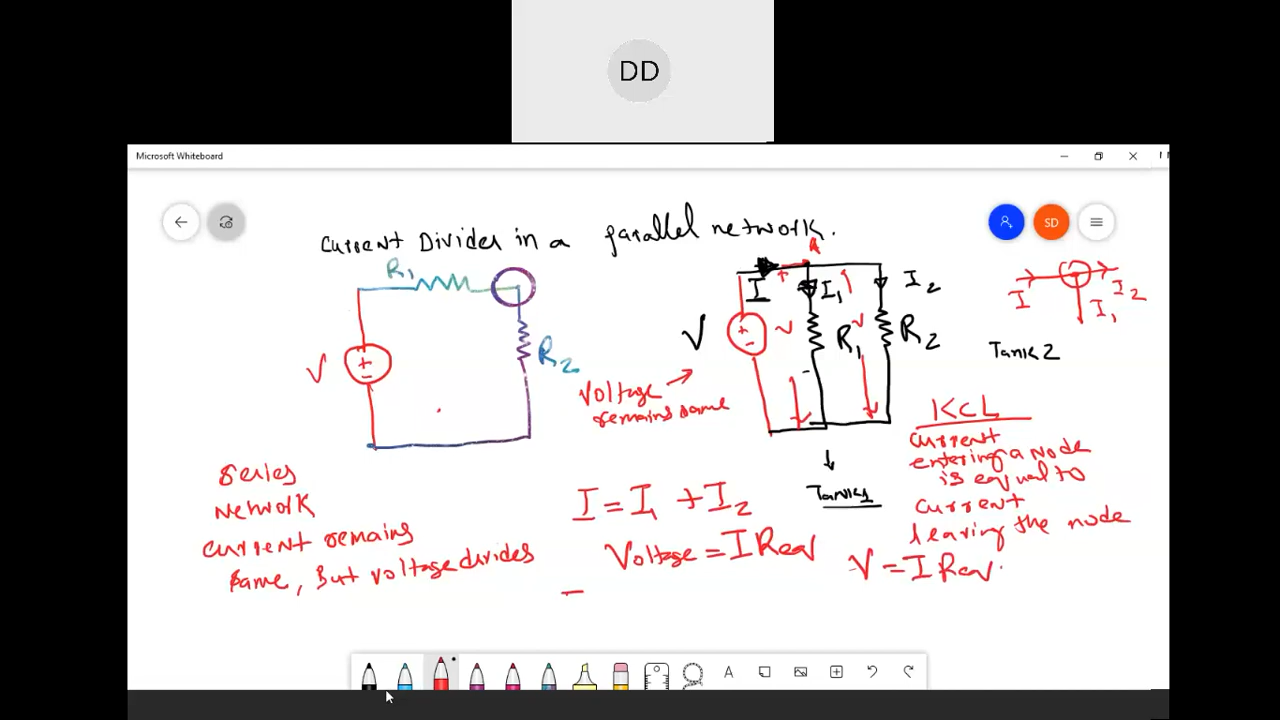 DD
Microsoft Whiteboard
Current Divider in a parallel network.
SD
R1
V
R2
Series
Network
Current remains
same, But voltage divides
A
I
I1
I2
V
V
V
R1
R2
Voltage →
remains same
Tank 1
I
I2
I1
Tank 2
KCL
Current
entering a Node
is equal to
current
leaving the node
I = I1 + I2
Voltage = I Req
V = I Req.
A